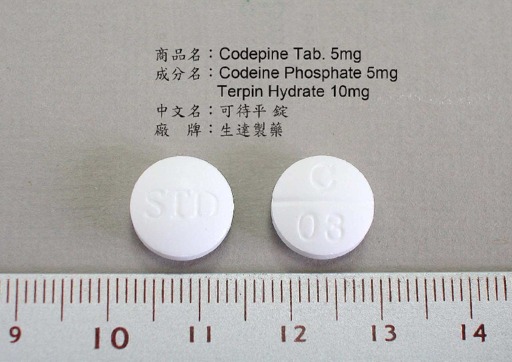 商品名：Codepine Tab. 5mg
成分名：Codeine Phosphate 5mg
Terpin Hydrate 10mg
中文名：可待平 錠
廠　牌：生達製藥
STD
C
08
9 10 11 12 13 14